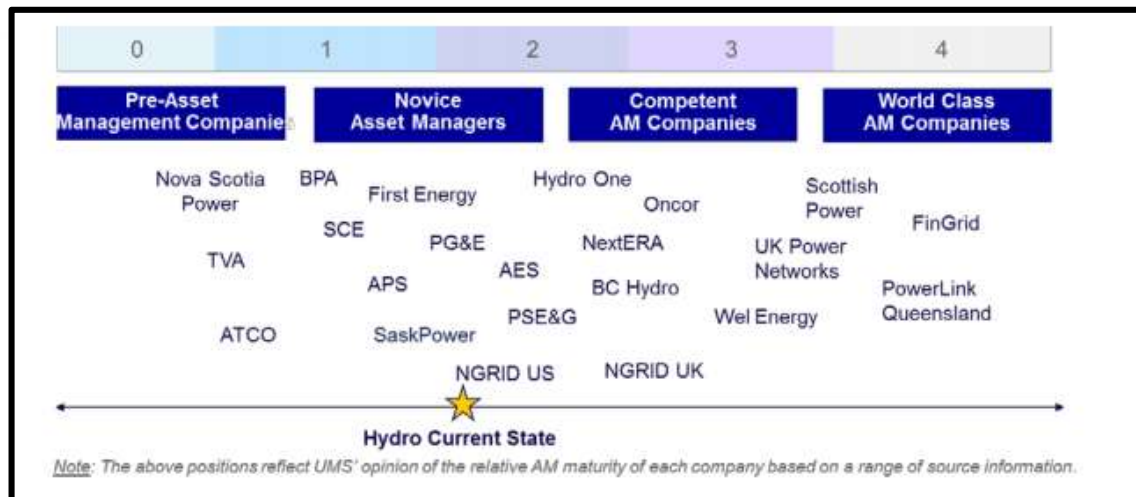 0 1 2 3 4
Pre-Asset
Management Companies
Novice
Asset Managers
Competent
AM Companies
World Class
AM Companies
Nova Scotia
Power
BPA
First Energy
Hydro One
Oncor
Scottish
Power
FinGrid
SCE
PG&E
NextERA
UK Power
Networks
TVA
APS
AES
BC Hydro
PowerLink
Queensland
PSE&G
Wel Energy
ATCO
SaskPower
NGRID US
NGRID UK
Hydro Current State
Note: The above positions reflect UMS' opinion of the relative AM maturity of each company based on a range of source information.